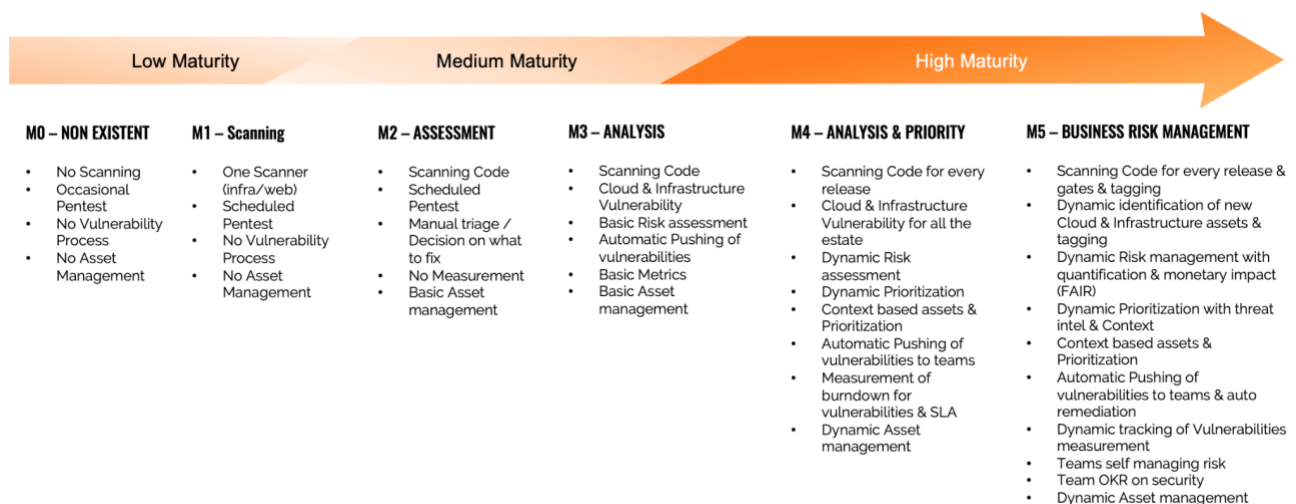 Low Maturity
Medium Maturity
High Maturity
M0 – NON EXISTENT
• No Scanning
• Occasional
Pentest
• No Vulnerability
Process
• No Asset
Management
M1 – Scanning
• One Scanner
(infra/web)
• Scheduled
Pentest
• No Vulnerability
Process
• No Asset
Management
M2 – ASSESSMENT
• Scanning Code
• Scheduled
Pentest
• Manual triage /
Decision on what
to fix
• No Measurement
• Basic Asset
management
M3 – ANALYSIS
• Scanning Code
• Cloud & Infrastructure
Vulnerability
• Basic Risk assessment
• Automatic Pushing of
vulnerabilities
• Basic Metrics
• Basic Asset
management
M4 – ANALYSIS & PRIORITY
• Scanning Code for every
release
• Cloud & Infrastructure
Vulnerability for all the
estate
• Dynamic Risk
assessment
• Dynamic Prioritization
• Context based assets &
Prioritization
• Automatic Pushing of
vulnerabilities to teams
• Measurement of
burndown for
vulnerabilities & SLA
• Dynamic Asset
management
M5 – BUSINESS RISK MANAGEMENT
• Scanning Code for every release &
gates & tagging
• Dynamic identification of new
Cloud & Infrastructure assets &
tagging
• Dynamic Risk management with
quantification & monetary impact
(FAIR)
• Dynamic Prioritization with threat
intel & Context
• Context based assets &
Prioritization
• Automatic Pushing of
vulnerabilities to teams & auto
remediation
• Dynamic tracking of Vulnerabilities
measurement
• Teams self managing risk
• Team OKR on security
• Dynamic Asset management